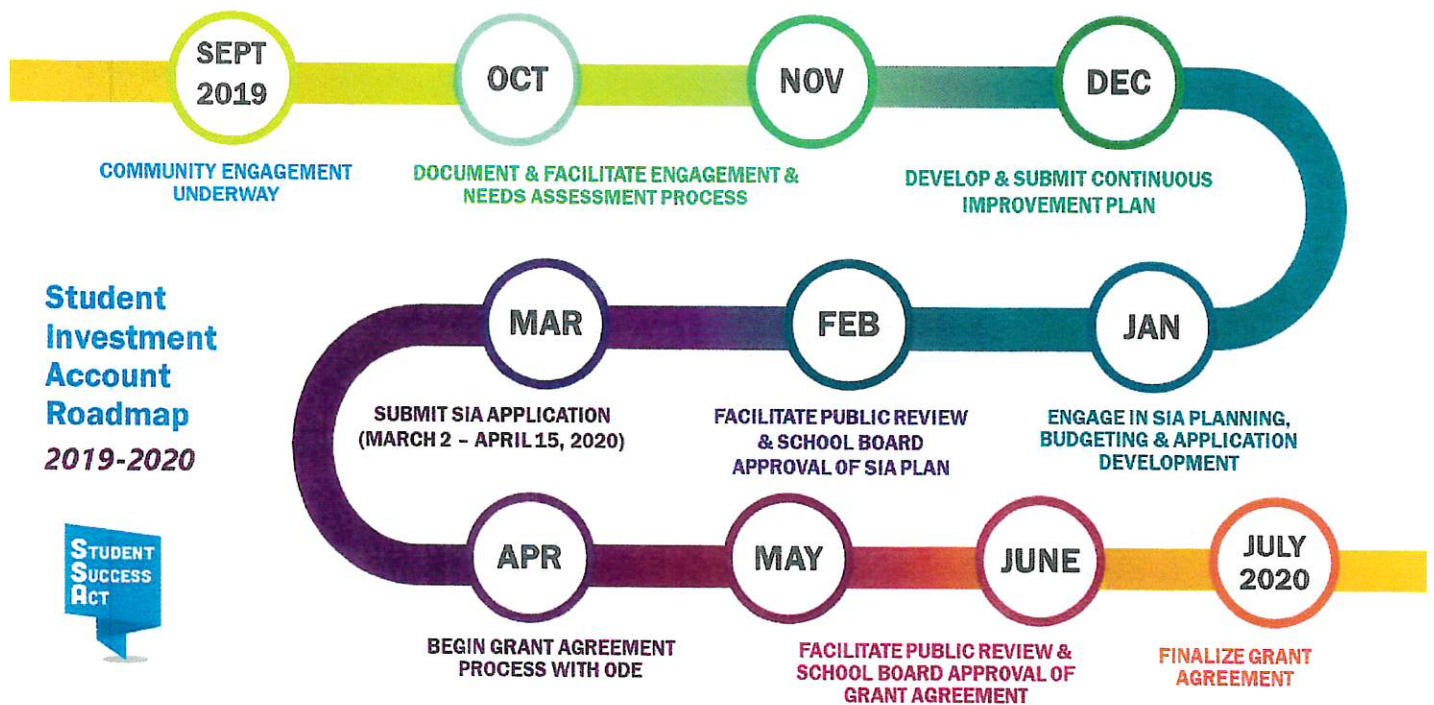 SEPT
2019
OCT
NOV
DEC
COMMUNITY ENGAGEMENT
UNDERWAY
DOCUMENT & FACILITATE ENGAGEMENT &
NEEDS ASSESSMENT PROCESS
DEVELOP & SUBMIT CONTINUOUS
IMPROVEMENT PLAN
Student
Investment
Account
Roadmap
2019-2020
MAR
FEB
JAN
SUBMIT SIA APPLICATION
(MARCH 2 – APRIL 15, 2020)
FACILITATE PUBLIC REVIEW
& SCHOOL BOARD
APPROVAL OF SIA PLAN
ENGAGE IN SIA PLANNING,
BUDGETING & APPLICATION
DEVELOPMENT
STUDENT
SUCCESS
ACT
APR
MAY
JUNE
JULY
2020
BEGIN GRANT AGREEMENT
PROCESS WITH ODE
FACILITATE PUBLIC REVIEW &
SCHOOL BOARD APPROVAL OF
GRANT AGREEMENT
FINALIZE GRANT
AGREEMENT